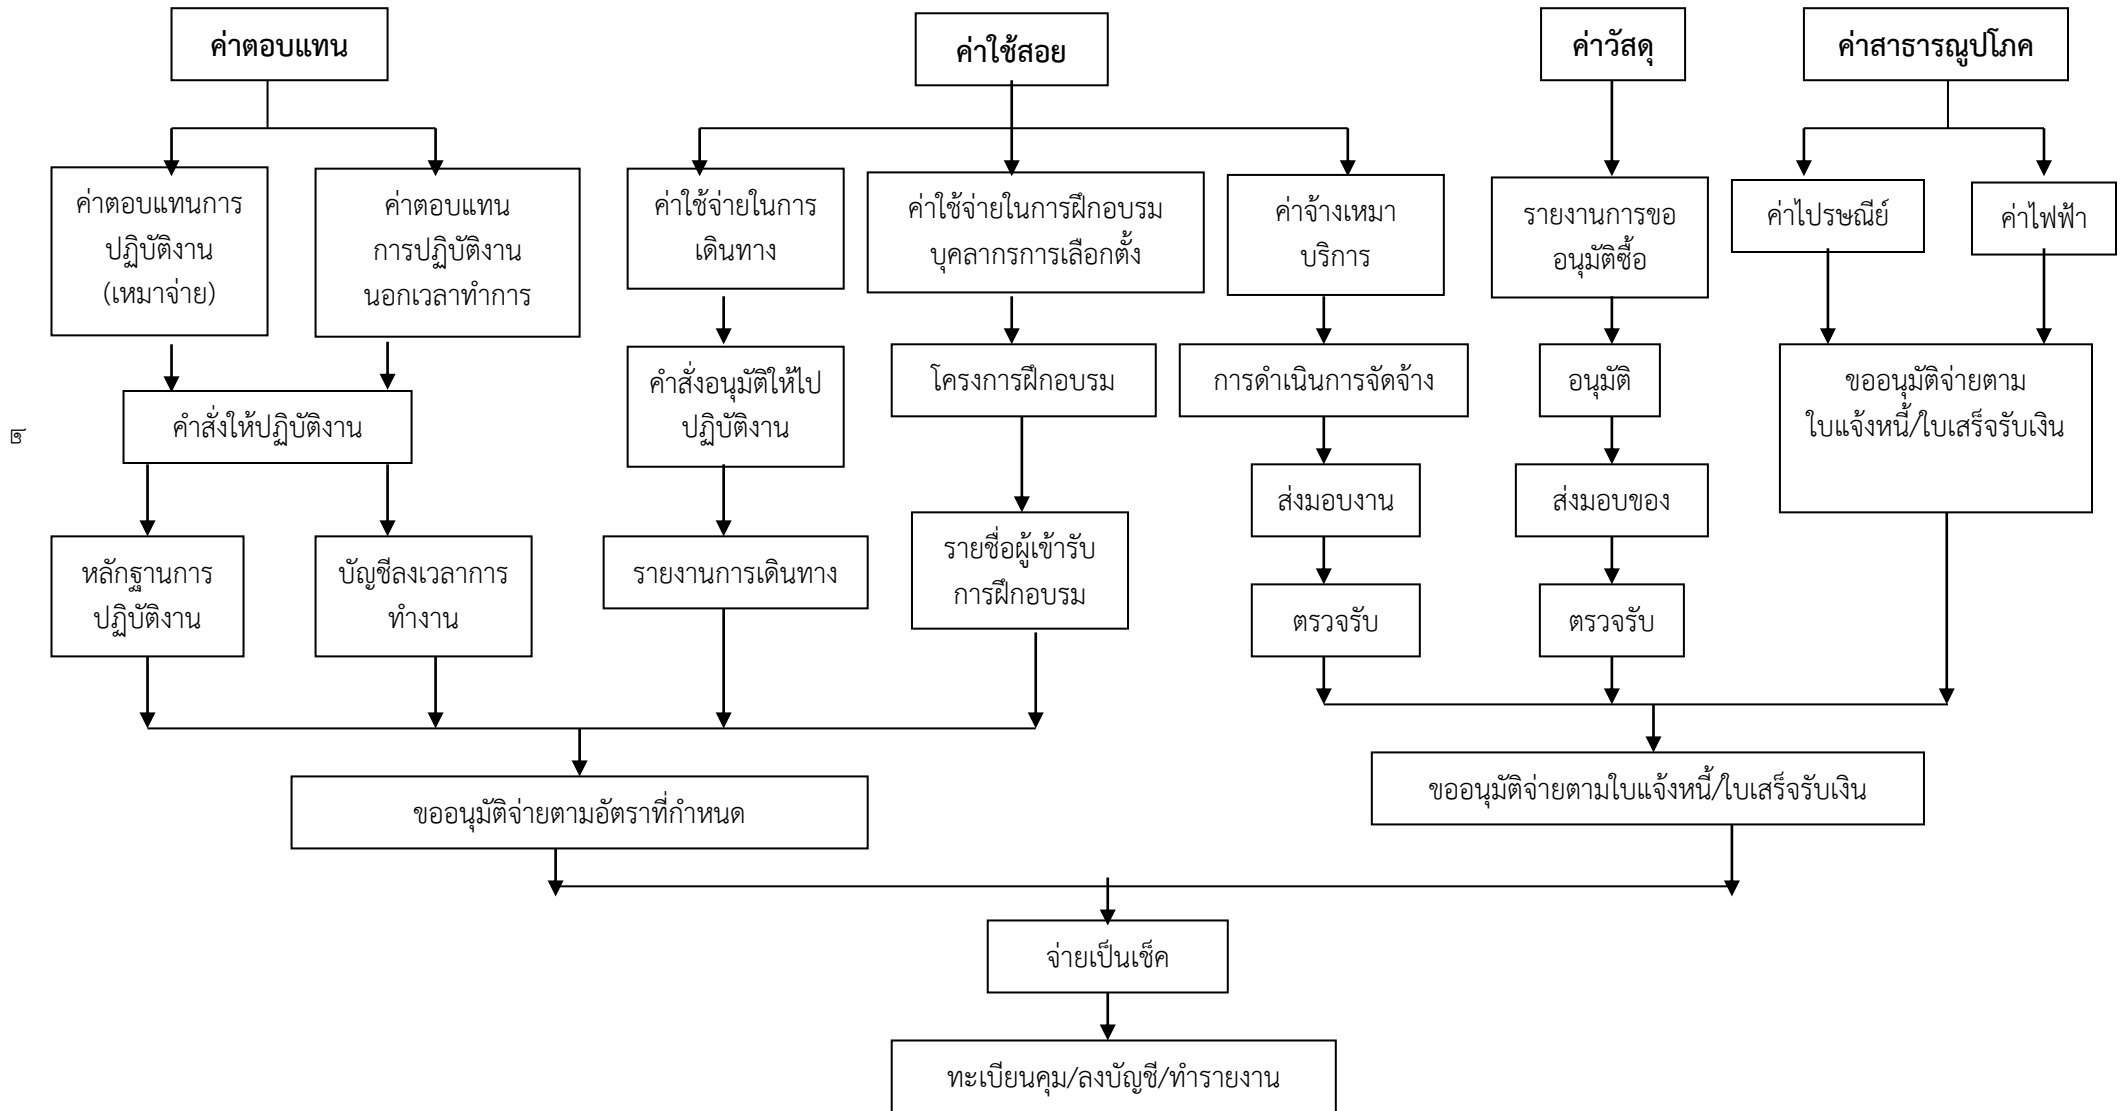 ค่าตอบแทน
ค่าใช้สอย
ค่าวัสดุ
ค่าสาธารณูปโภค
ค่าตอบแทนการ
ปฏิบัติงาน
(เหมาจ่าย)
ค่าตอบแทน
การปฏิบัติงาน
นอกเวลาทำการ
ค่าใช้จ่ายในการ
เดินทาง
ค่าใช้จ่ายในการฝึกอบรม
บุคลากรการเลือกตั้ง
ค่าจ้างเหมา
บริการ
รายงานการขอ
อนุมัติซื้อ
ค่าไปรษณีย์
ค่าไฟฟ้า
คำสั่งให้ปฏิบัติงาน
คำสั่งอนุมัติให้ไป
ปฏิบัติงาน
โครงการฝึกอบรม
การดำเนินการจัดจ้าง
อนุมัติ
ขออนุมัติจ่ายตาม
ใบแจ้งหนี้/ใบเสร็จรับเงิน
๒
ส่งมอบงาน
ส่งมอบของ
หลักฐานการ
ปฏิบัติงาน
บัญชีลงเวลาการ
ทำงาน
รายงานการเดินทาง
รายชื่อผู้เข้ารับ
การฝึกอบรม
ตรวจรับ
ตรวจรับ
ขออนุมัติจ่ายตามอัตราที่กำหนด
ขออนุมัติจ่ายตามใบแจ้งหนี้/ใบเสร็จรับเงิน
จ่ายเป็นเช็ค
ทะเบียนคุม/ลงบัญชี/ทำรายงาน